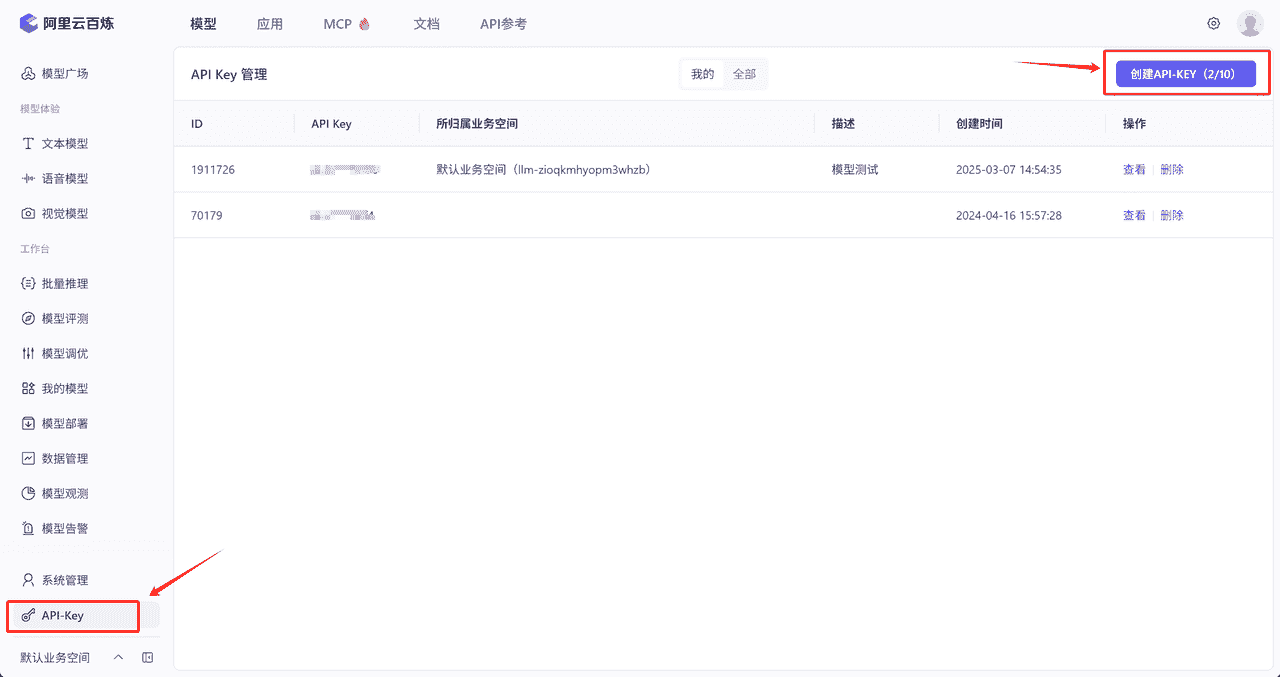 阿里云百炼 模型 应用 MCP 文档 API参考
模型广场
模型体验
文本模型
语音模型
视觉模型
工作台
批量推理
模型评测
模型调优
我的模型
模型部署
数据管理
模型观测
模型告警
系统管理
API-Key
默认业务空间
API Key 管理 我的 全部 创建API-KEY（2/10）
ID API Key 所归属业务空间 描述 创建时间 操作
1911726 默认业务空间（llm-zioqkmhyopm3whzb） 模型测试 2025-03-07 14:54:35 查看 删除
70179 2024-04-16 15:57:28 查看 删除